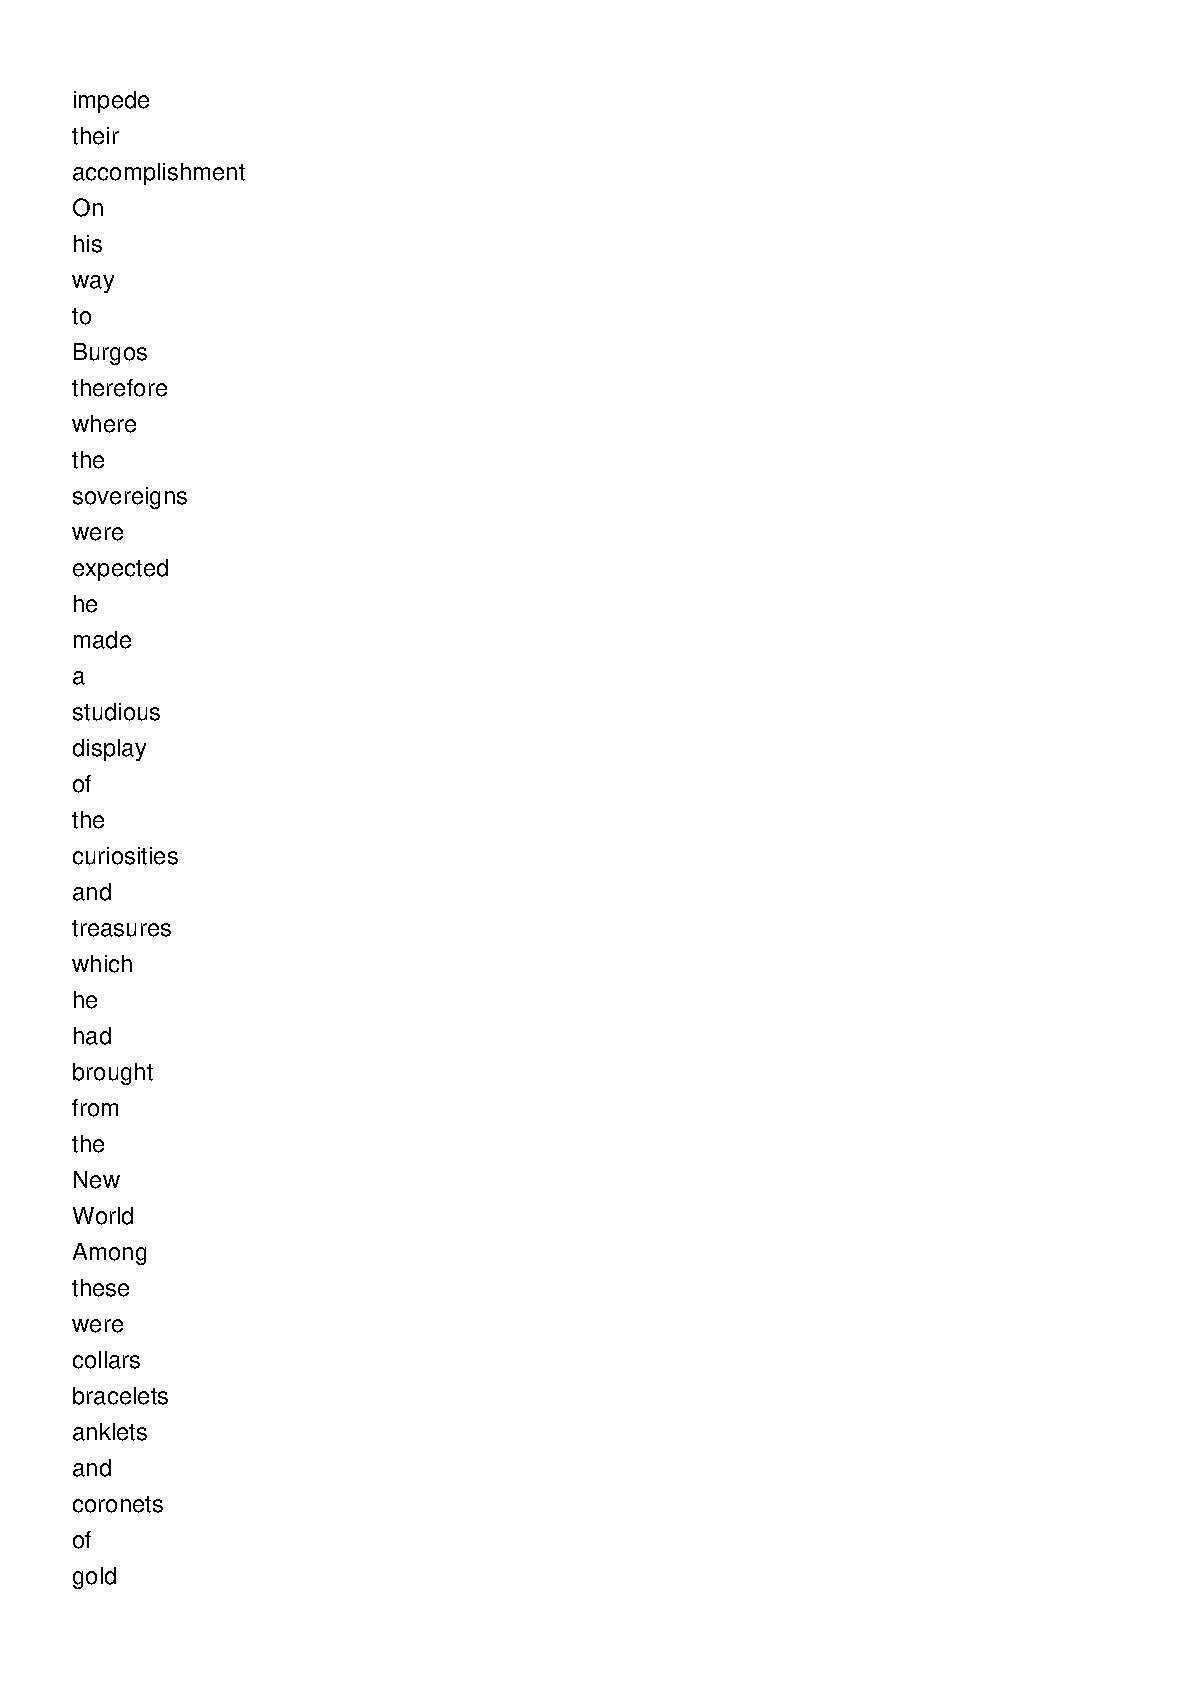 impede
their
accomplishment
On
his
way
to
Burgos
therefore
where
the
sovereigns
were
expected
he
made
a
studious
display
of
the
curiosities
and
treasures
which
he
had
brought
from
the
New
World
Among
these
were
collars
bracelets
anklets
and
coronets
of
gold